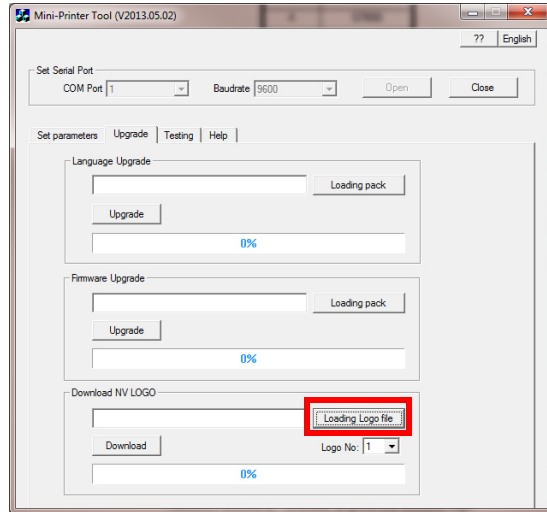 Mini-Printer Tool (V2013.05.02)
?? English
Set Serial Port
COM Port 1 Baudrate 9600 Open Close
Set parameters Upgrade Testing Help
Language Upgrade
Loading pack
Upgrade
0%
Firmware Upgrade
Loading pack
Upgrade
0%
Download NV LOGO
Loading Logo file
Download Logo No: 1
0%